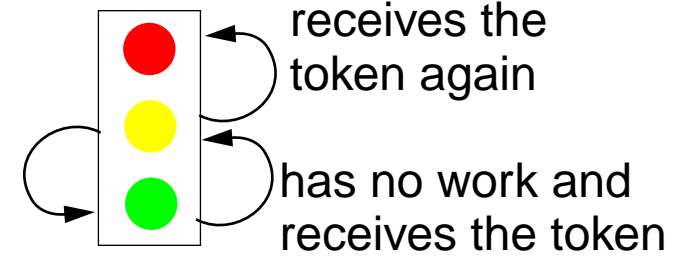 receives the
token again
has no work and
receives the token